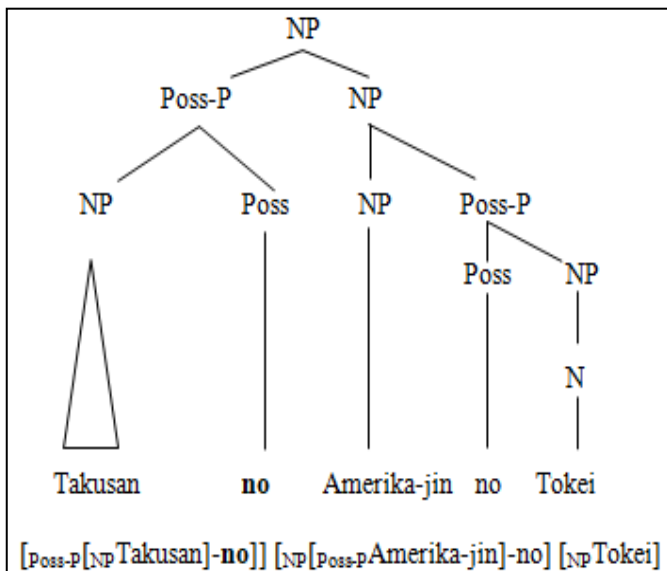 NP
Poss-P NP
NP Poss NP Poss-P
Poss NP
N
Takusan no Amerika-jin no Tokei
[Poss-P[NPTakusan]-no]] [NP[Poss-PAmerika-jin]-no] [NPTokei]